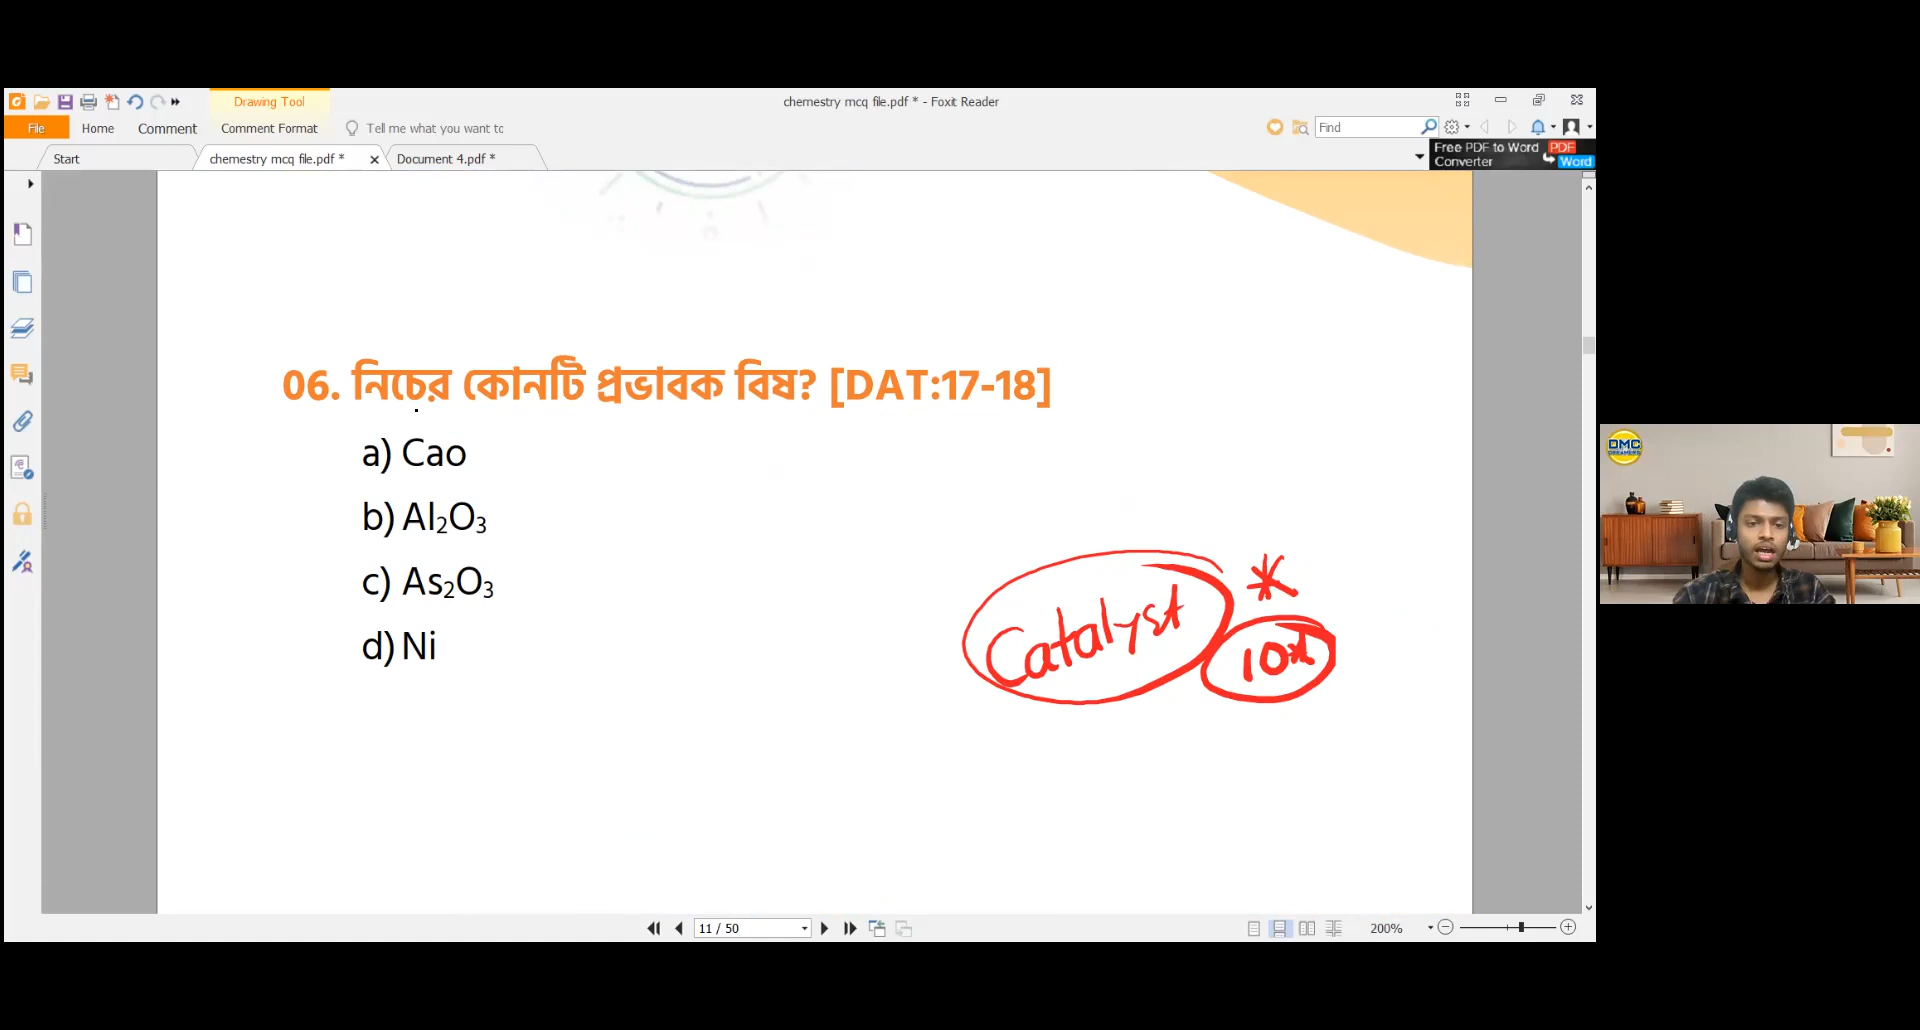 Drawing Tool
chemestry mcq file.pdf * - Foxit Reader
File Home Comment Comment Format Tell me what you want to
Find
Start chemestry mcq file.pdf * Document 4.pdf *
Free PDF to Word PDF
Converter Word
06. নিচের কোনটি প্রভাবক বিষ? [DAT:17-18]
a) Cao
b) Al₂O₃
c) As₂O₃
d) Ni
Catalyst *
10*
DMC
DREAMERS
11 / 50
200%